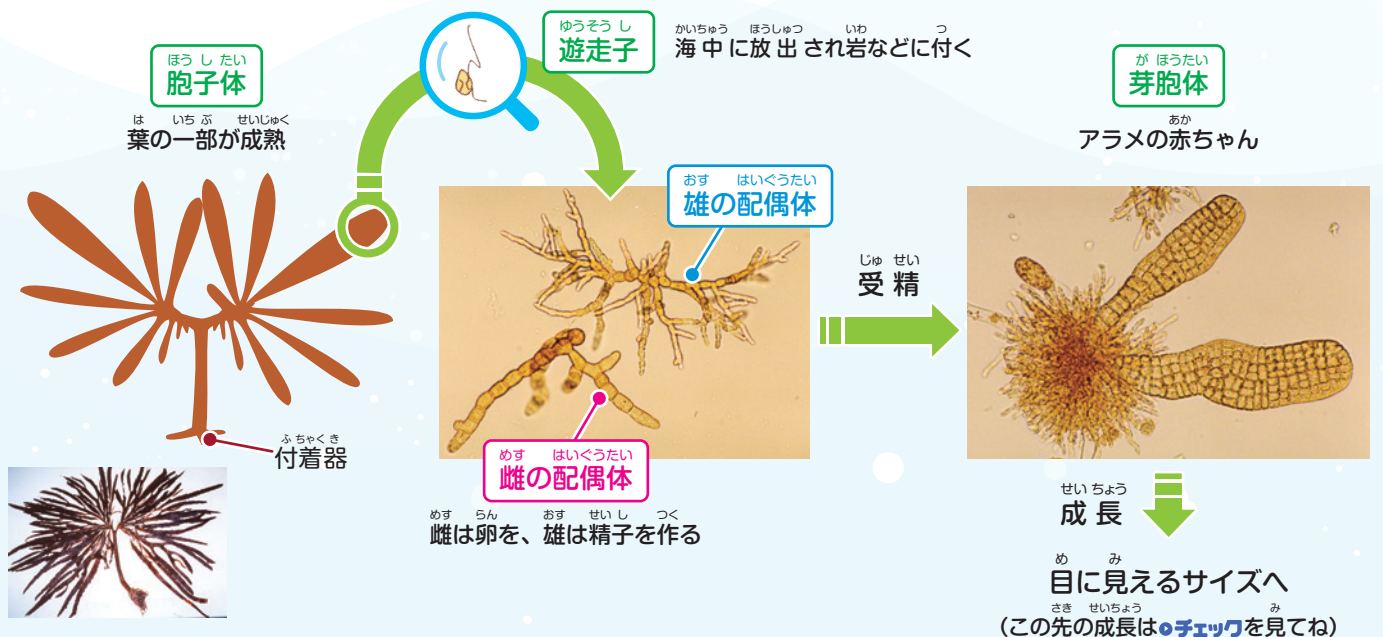 ほうしたい
胞子体
は いちぶ せいじゅく
葉の一部が成熟
ゆうそうし
遊走子
かいちゅう ほうしゅつ いわ つ
海中に放出され岩などに付く
おす はいぐうたい
雄の配偶体
めす はいぐうたい
雌の配偶体
めす らん おす せいし つく
雌は卵を、雄は精子を作る
ふちゃくき
付着器
じゅせい
受精
がほうたい
芽胞体
あか
アラメの赤ちゃん
せいちょう
成長
め み
目に見えるサイズへ
さき せいちょう み
(この先の成長はチェックを見てね)